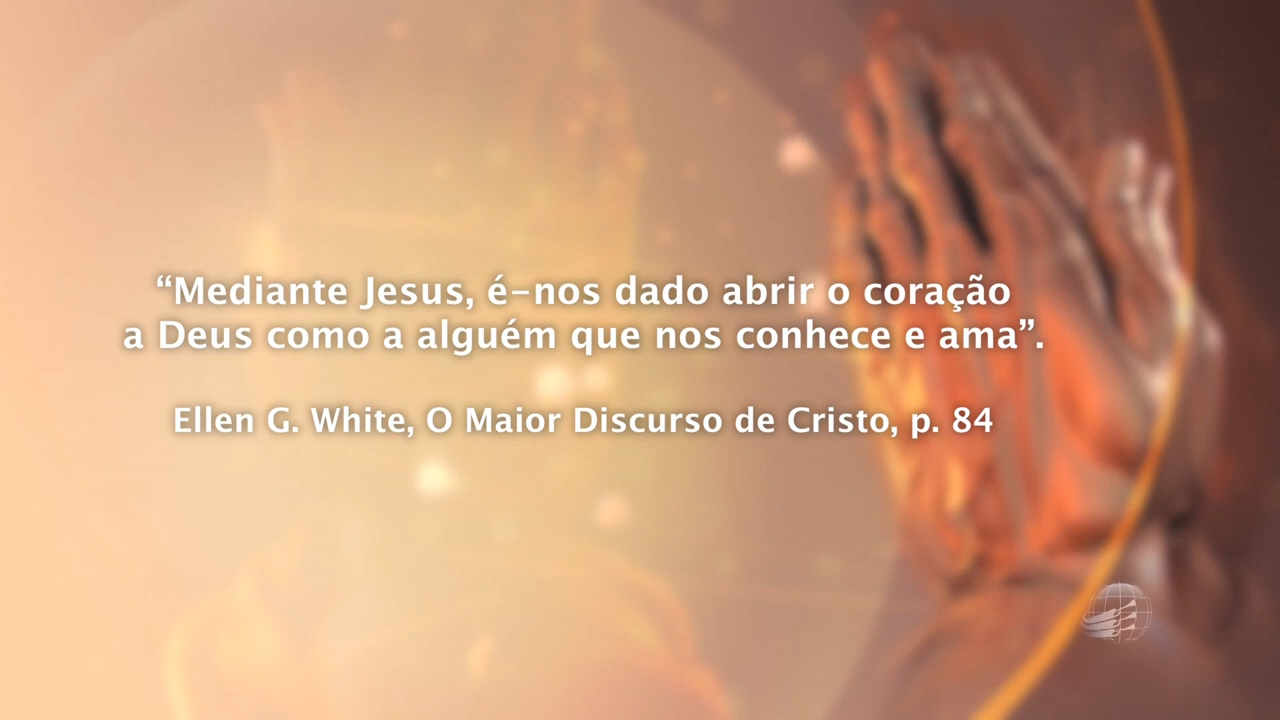 “Mediante Jesus, é-nos dado abrir o coração
a Deus como a alguém que nos conhece e ama”.
Ellen G. White, O Maior Discurso de Cristo, p. 84